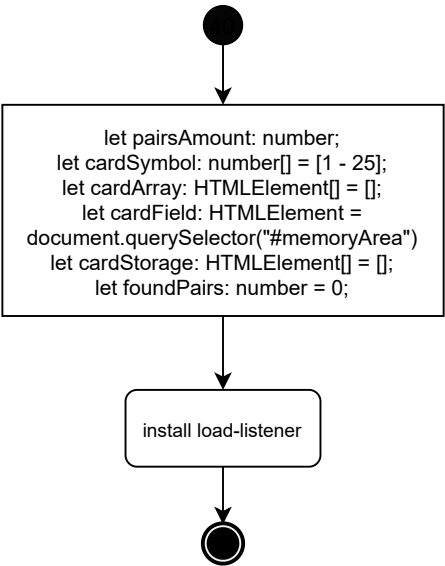 let pairsAmount: number;
let cardSymbol: number[] = [1 - 25];
let cardArray: HTMLElement[] = [];
let cardField: HTMLElement =
document.querySelector("#memoryArea")
let cardStorage: HTMLElement[] = [];
let foundPairs: number = 0;
install load-listener